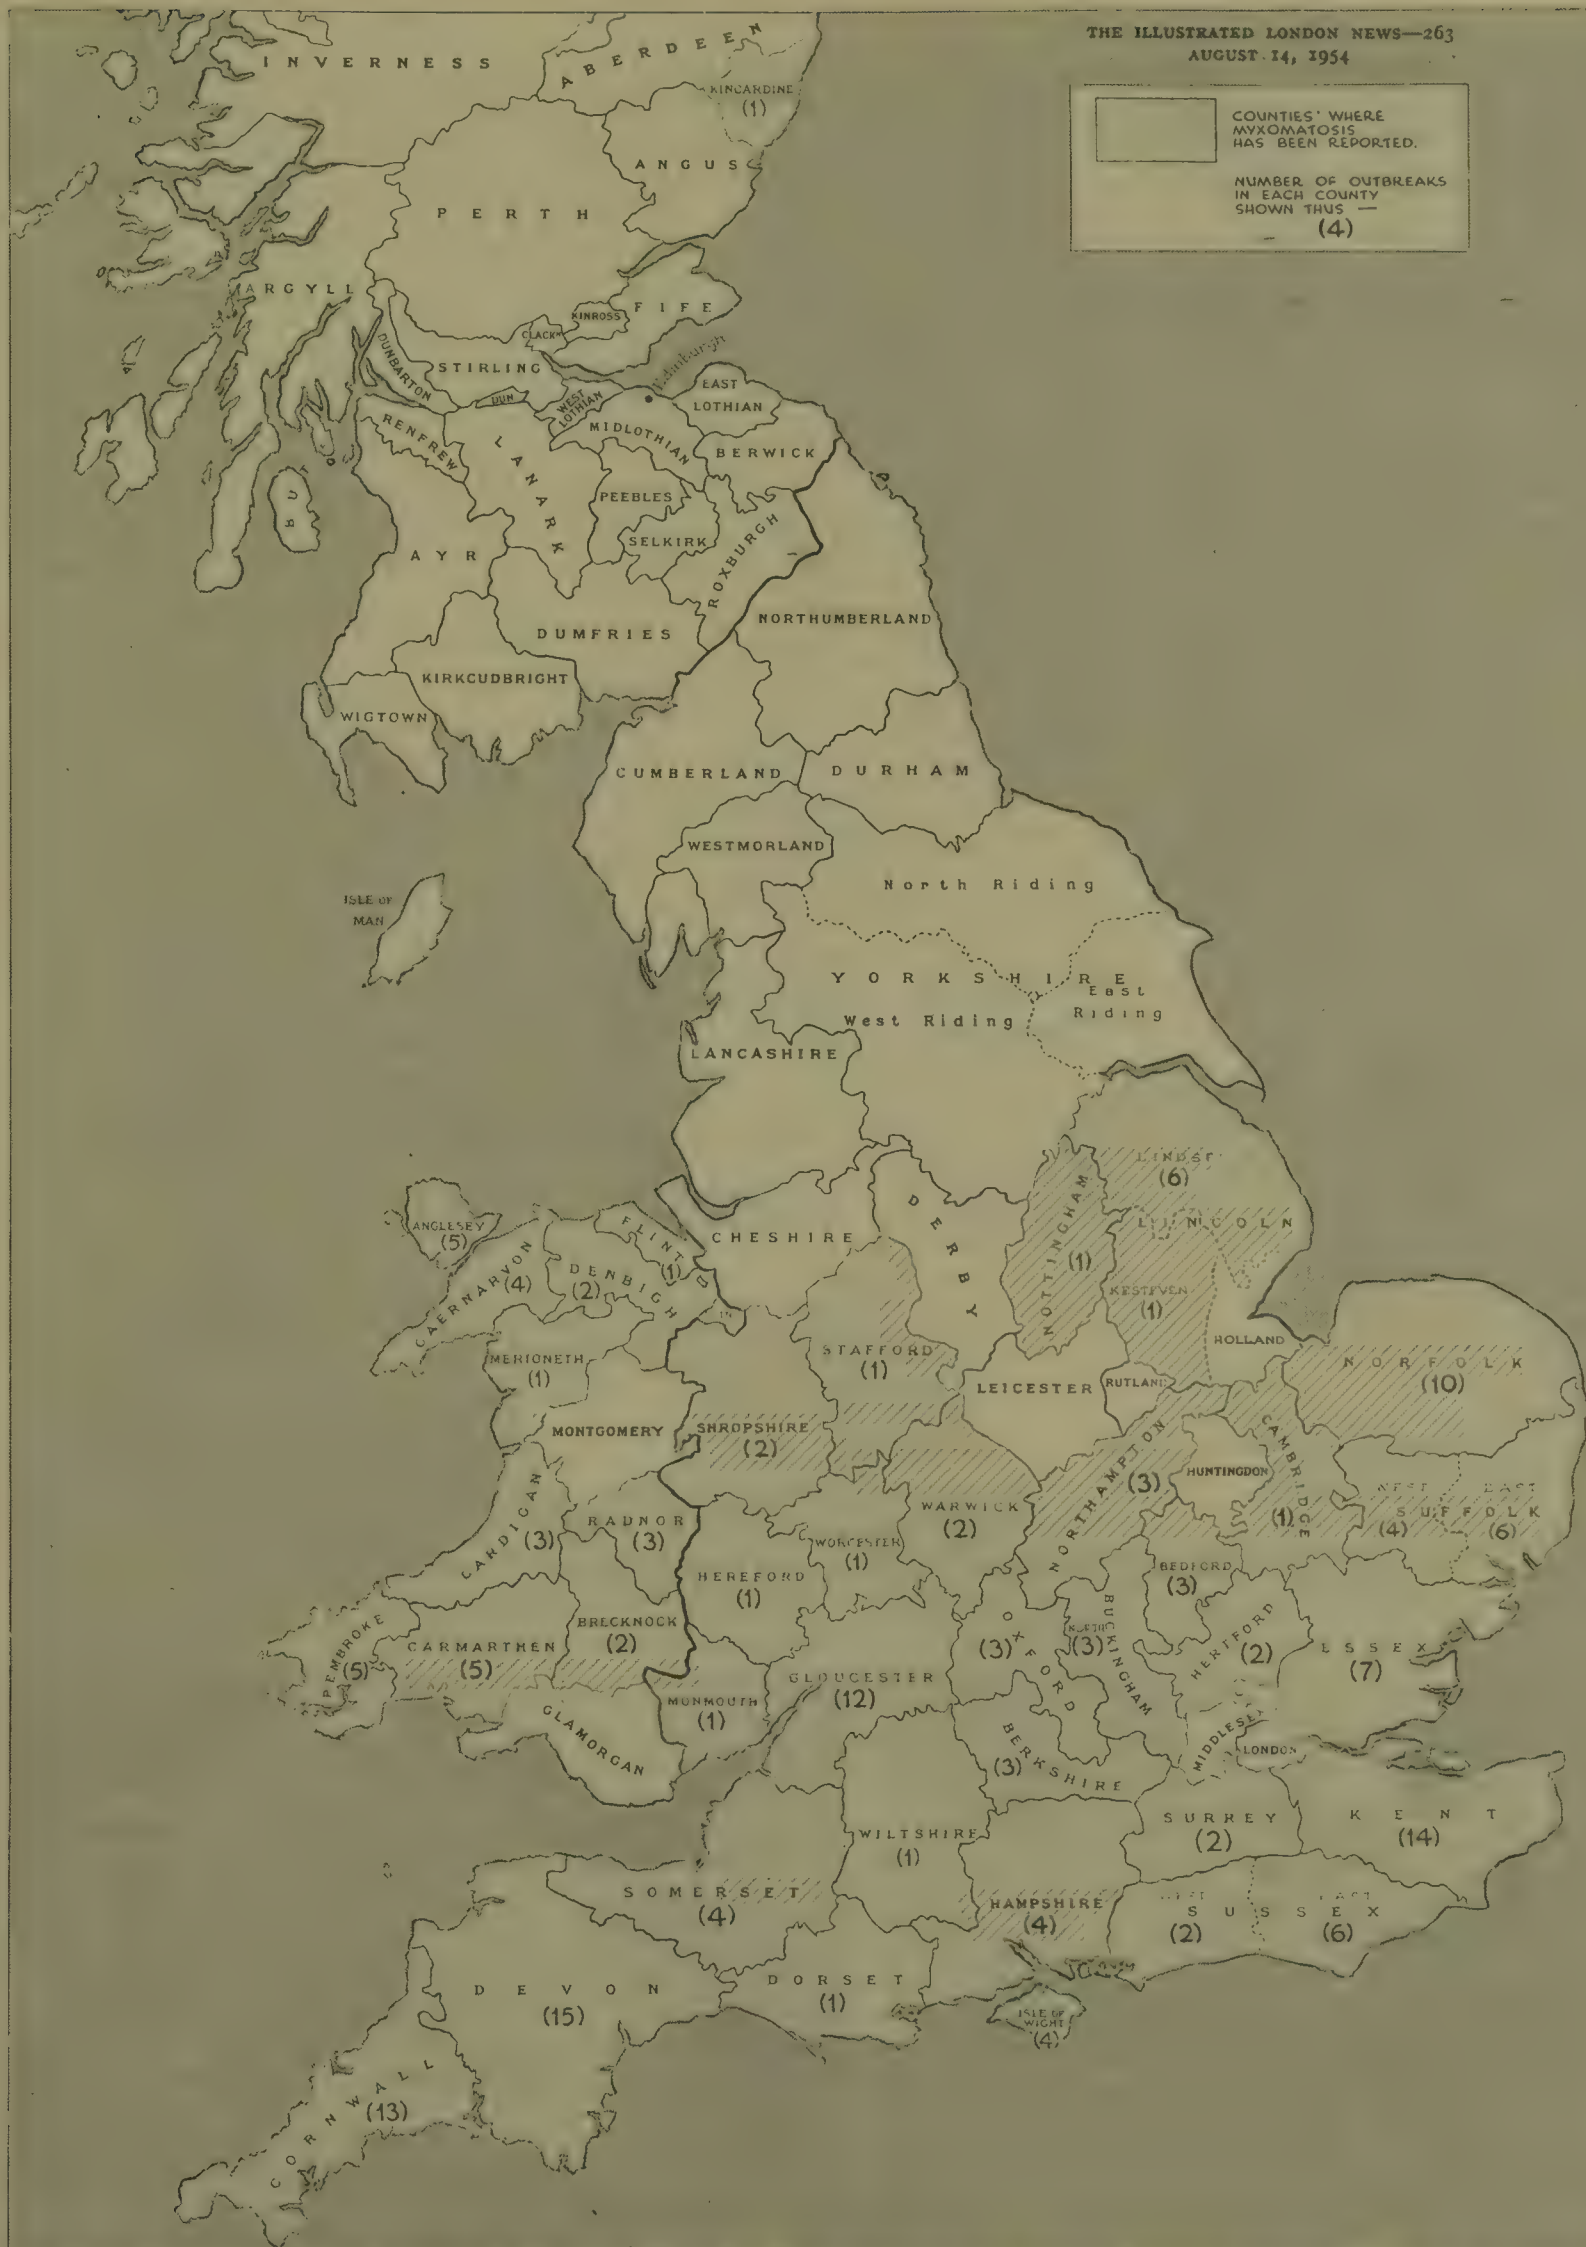 THE ILLUSTRATED LONDON NEWS—263
AUGUST 14, 1954
COUNTIES WHERE
MYXOMATOSIS
HAS BEEN REPORTED.
NUMBER OF OUTBREAKS
IN EACH COUNTY
SHOWN THUS —
(4)
INVERNESS
ABERDEEN
KINCARDINE
(1)
ANGUS
PERTH
ARGYLL
FIFE
KINROSS
CLACKN
STIRLING
DUNBARTON
DUN
Edinburgh
EAST
LOTHIAN
WEST
LOTHIAN
MIDLOTHIAN
RENFREW
LANARK
BERWICK
PEEBLES
SELKIRK
ROXBURGH
AYR
DUMFRIES
NORTHUMBERLAND
KIRKCUDBRIGHT
WIGTOWN
CUMBERLAND
DURHAM
WESTMORLAND
North Riding
ISLE OF
MAN
YORKSHIRE
East
Riding
West Riding
LANCASHIRE
(6)
LINCOLN
NOTTINGHAM
(1)
DERBY
CHESHIRE
ANGLESEY
(5)
FLINT
(1)
CAERNARVON
(4)
DENBIGH
(2)
KESTEVEN
(1)
HOLLAND
NORFOLK
(10)
STAFFORD
(1)
MERIONETH
(1)
LEICESTER
RUTLAND
MONTGOMERY
SHROPSHIRE
(2)
NORTHAMPTON
(3)
HUNTINGDON
CAMBRIDGE
(1)
WEST
EAST
SUFFOLK
(4)
(6)
CARDIGAN
(3)
RADNOR
(3)
WARWICK
(2)
WORCESTER
(1)
HEREFORD
(1)
BEDFORD
(3)
BRECKNOCK
(2)
PEMBROKE
(5)
CARMARTHEN
(5)
OXFORD
(3)
NORTH
(3)
BUCKINGHAM
HERTFORD
(2)
ESSEX
(7)
GLOUCESTER
(12)
MONMOUTH
(1)
GLAMORGAN
MIDDLESEX
LONDON
BERKSHIRE
(3)
SURREY
(2)
KENT
(14)
WILTSHIRE
(1)
SOMERSET
(4)
HAMPSHIRE
(4)
WEST
EAST
SUSSEX
(2)
(6)
DEVON
(15)
DORSET
(1)
ISLE OF
WIGHT
(4)
CORNWALL
(13)